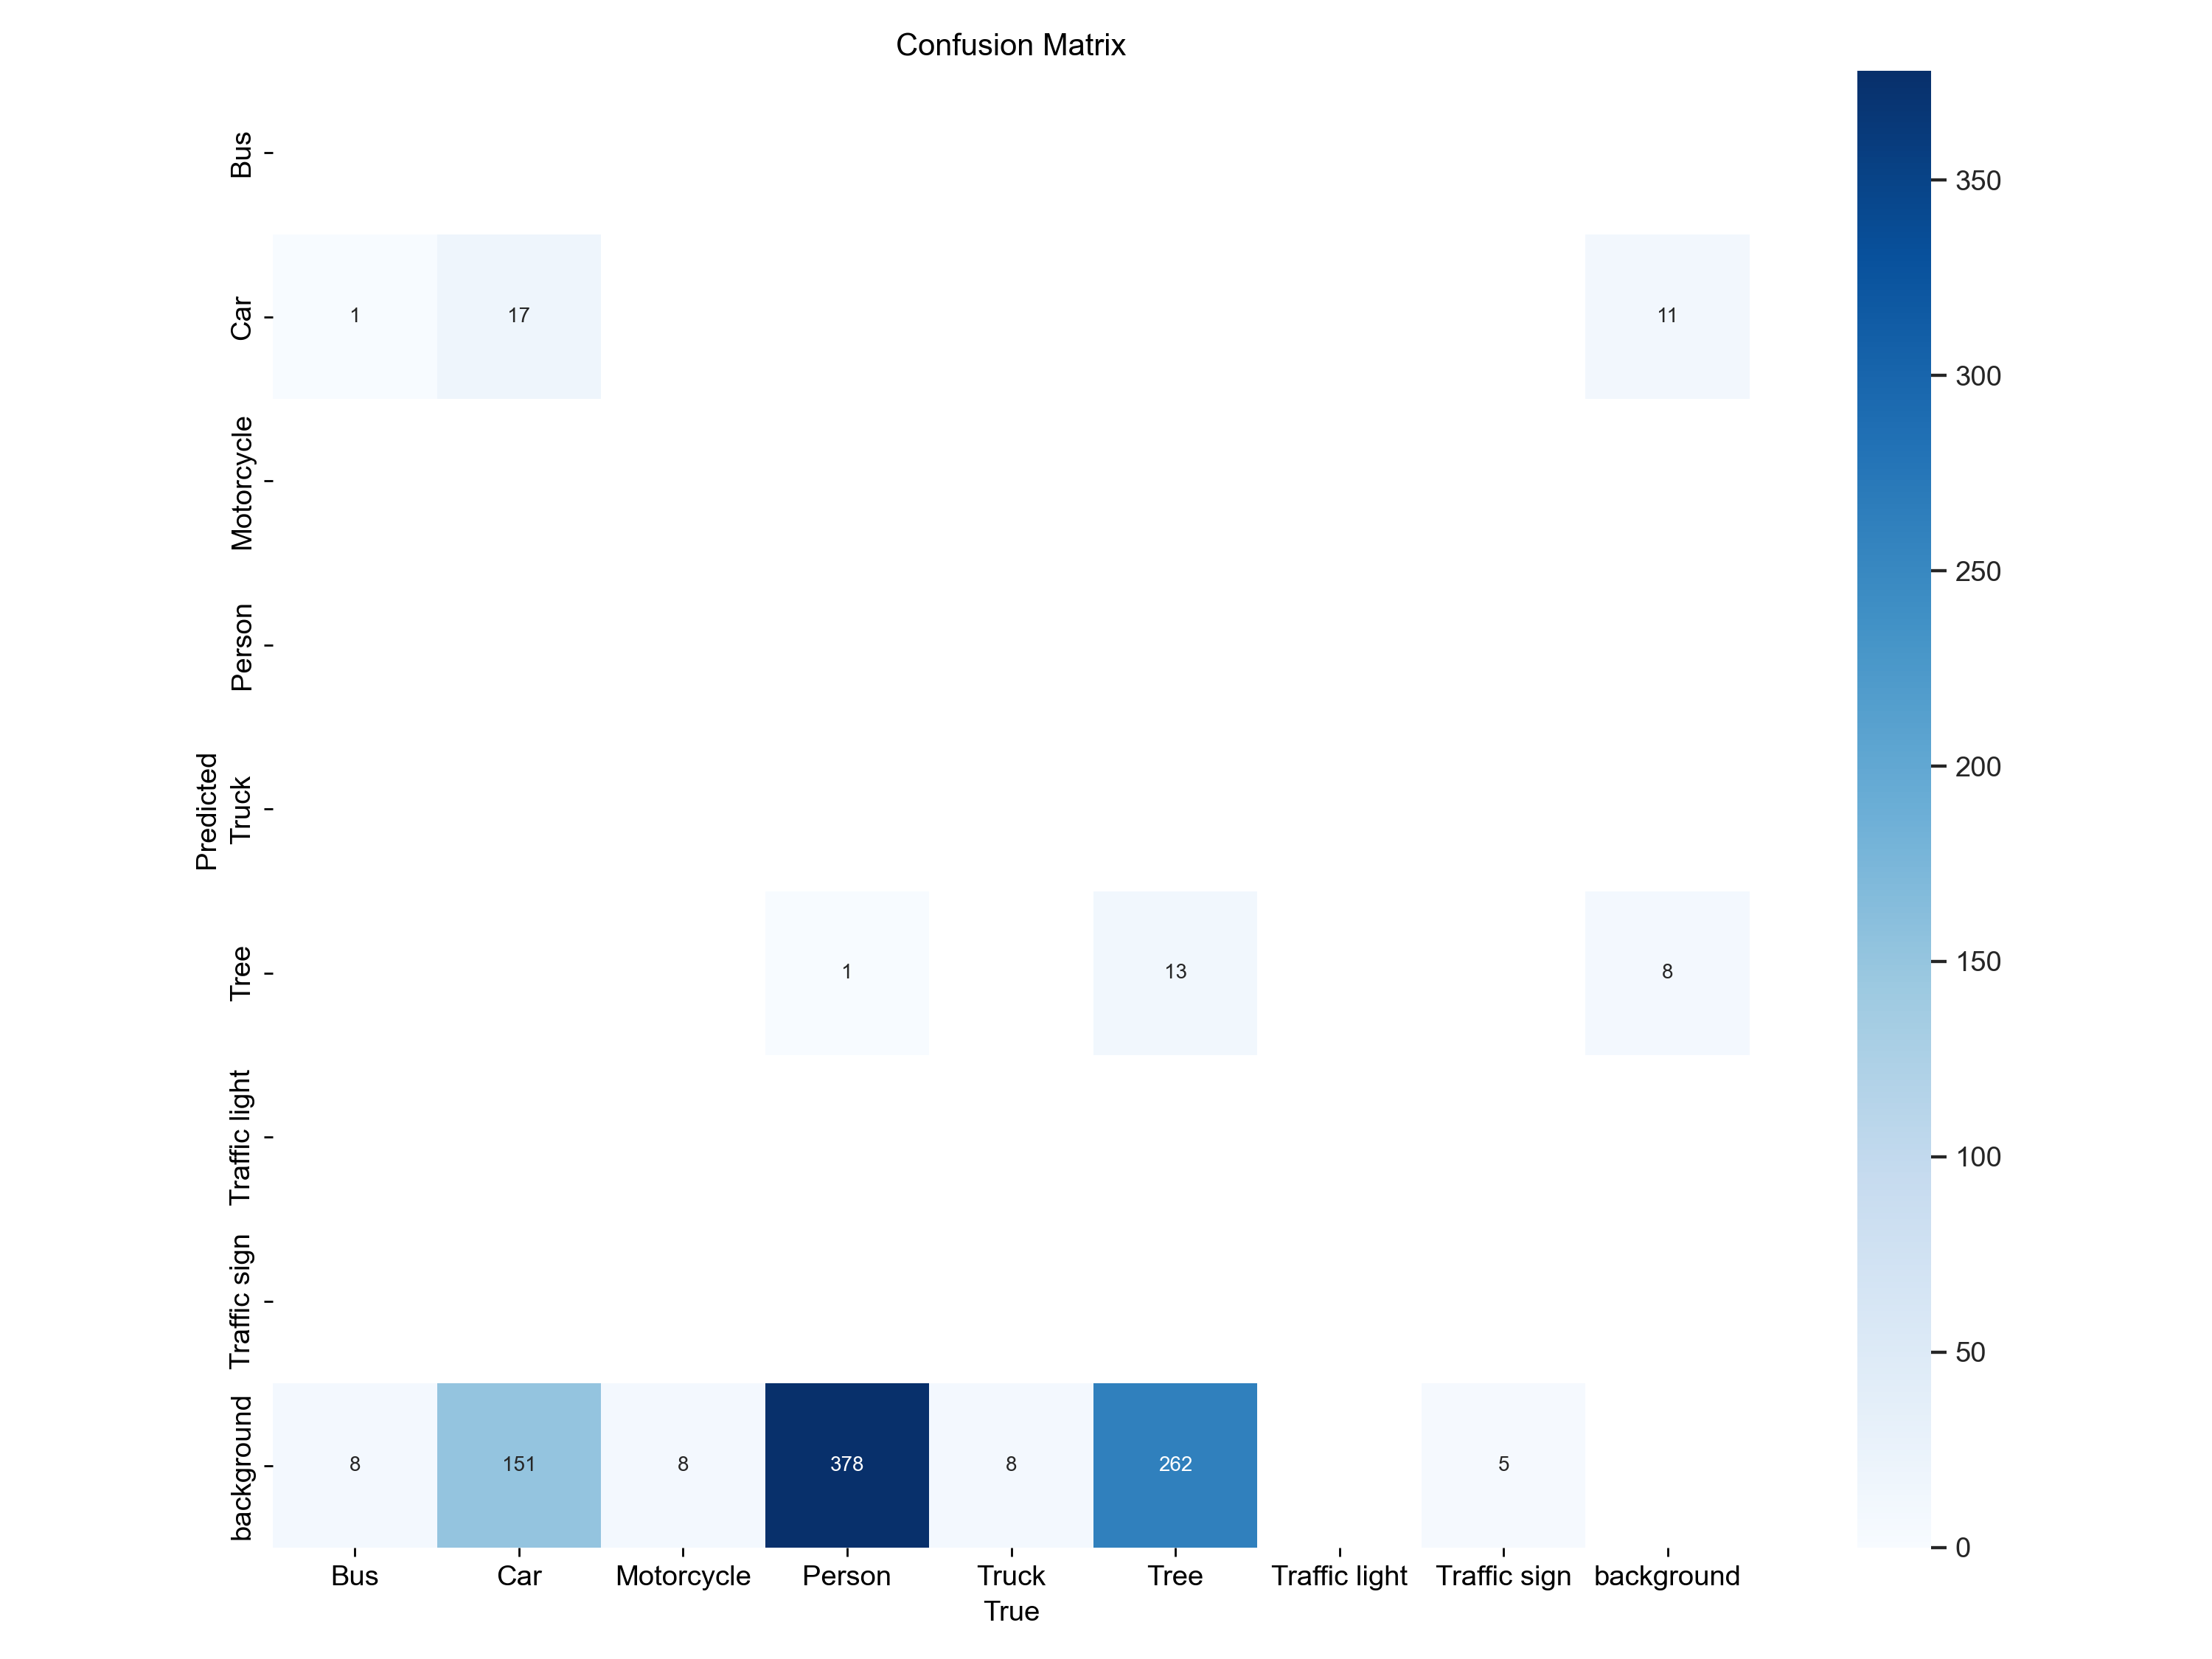 Confusion Matrix
Bus
Car
Motorcycle
Person
Truck
Tree
Traffic light
Traffic sign
background
Predicted
1 17 11
1 13 8
8 151 8 378 8 262 5
Bus Car Motorcycle Person Truck Tree Traffic light Traffic sign background
True
350
300
250
200
150
100
50
0